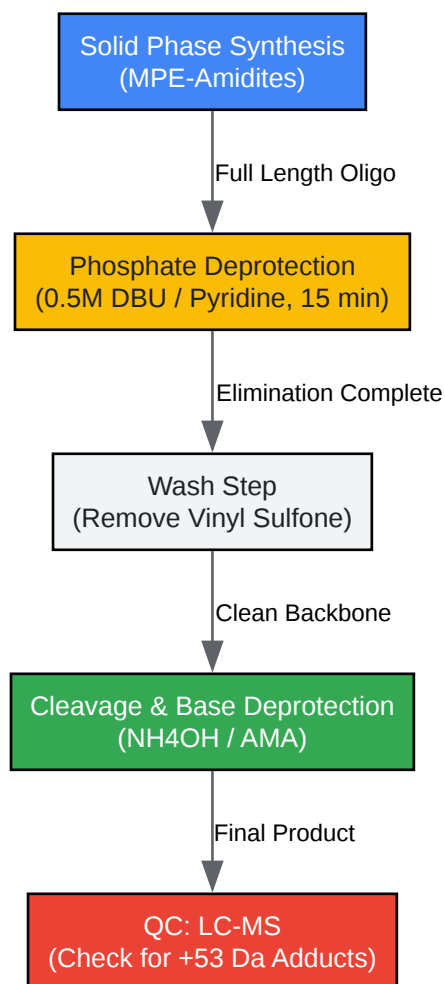 Solid Phase Synthesis
(MPE-Amidites)
Full Length Oligo
Phosphate Deprotection
(0.5M DBU / Pyridine, 15 min)
Elimination Complete
Wash Step
(Remove Vinyl Sulfone)
Clean Backbone
Cleavage & Base Deprotection
(NH4OH / AMA)
Final Product
QC: LC-MS
(Check for +53 Da Adducts)